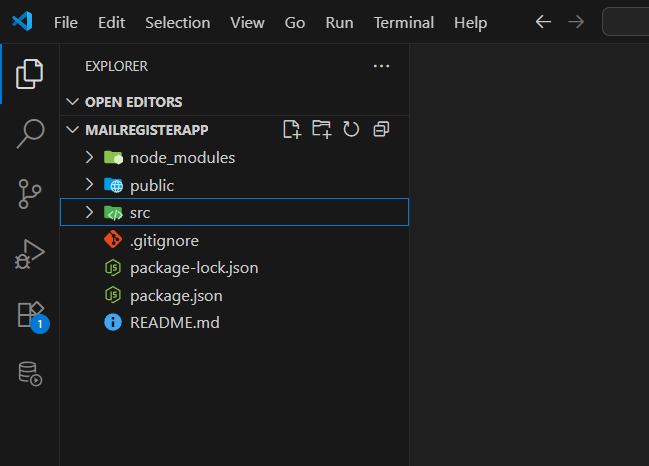 File Edit Selection View Go Run Terminal Help
EXPLORER
OPEN EDITORS
MAILREGISTERAPP
node_modules
public
src
.gitignore
package-lock.json
package.json
README.md
1